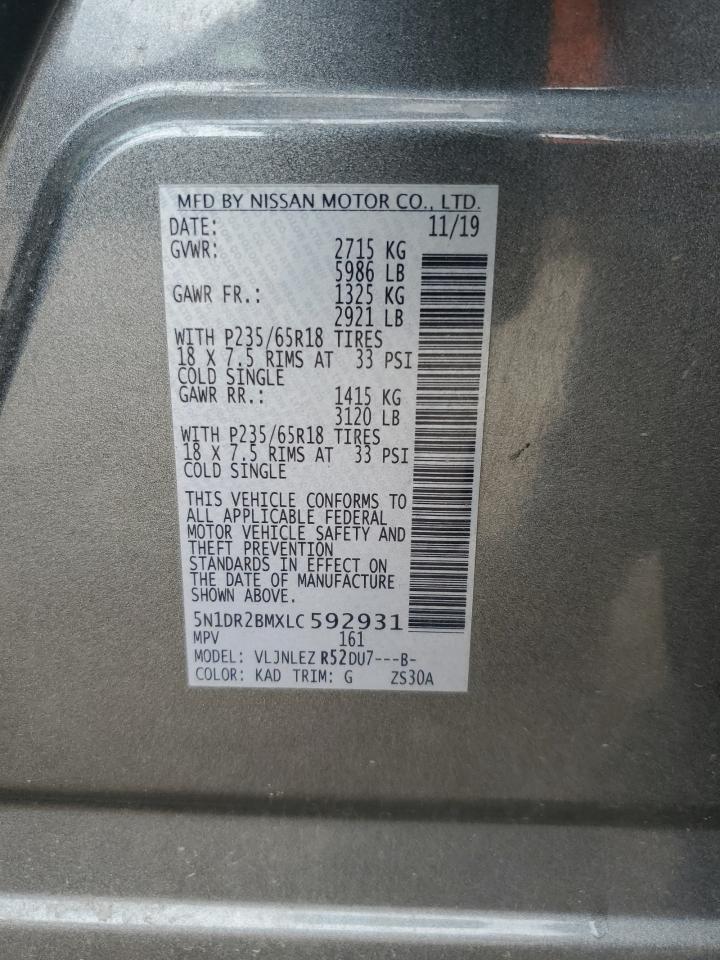 MFD BY NISSAN MOTOR CO., LTD.
DATE: 11/19
GVWR: 2715 KG
5986 LB
GAWR FR.: 1325 KG
2921 LB
WITH P235/65R18 TIRES
18 X 7.5 RIMS AT 33 PSI
COLD SINGLE
GAWR RR.: 1415 KG
3120 LB
WITH P235/65R18 TIRES
18 X 7.5 RIMS AT 33 PSI
COLD SINGLE
THIS VEHICLE CONFORMS TO
ALL APPLICABLE FEDERAL
MOTOR VEHICLE SAFETY AND
THEFT PREVENTION
STANDARDS IN EFFECT ON
THE DATE OF MANUFACTURE
SHOWN ABOVE.
5N1DR2BMXLC592931
MPV 161
MODEL: VLJNLEZ R52DU7---B-
COLOR: KAD TRIM: G ZS30A